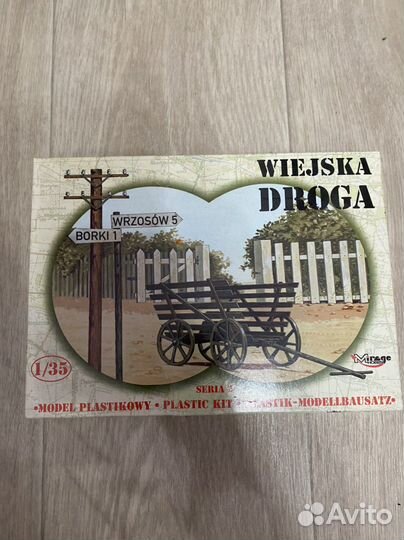 WIEJSKA
DROGA
WRZOSÓW 5
BORKI 1
Mirage
1/35
SERIA
•MODEL PLASTIKOWY • PLASTIC KIT • PLASTIK-MODELLBAUSATZ•
Avito